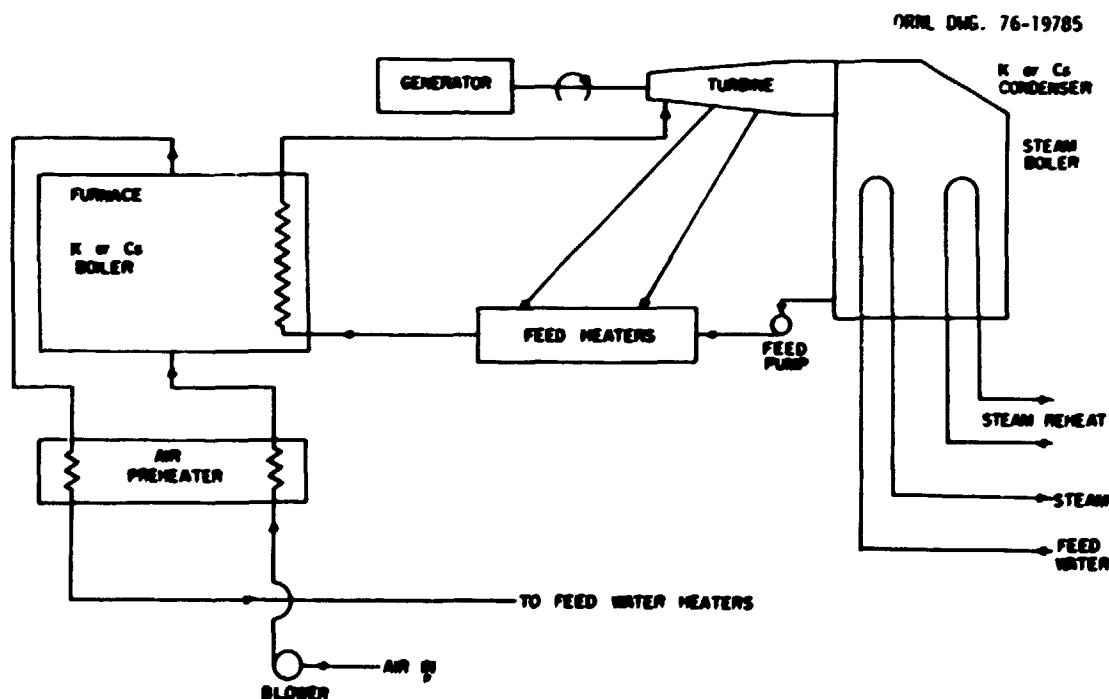 ORNL DWG. 76-19785
GENERATOR
TURBINE
K or Cs
CONDENSER
STEAM
BOILER
FURNACE
K or Cs
BOILER
FEED HEATERS
FEED
PUMP
STEAM REHEAT
AIR
PREHEATER
STEAM
FEED
WATER
TO FEED WATER HEATERS
AIR IN
BLOWER